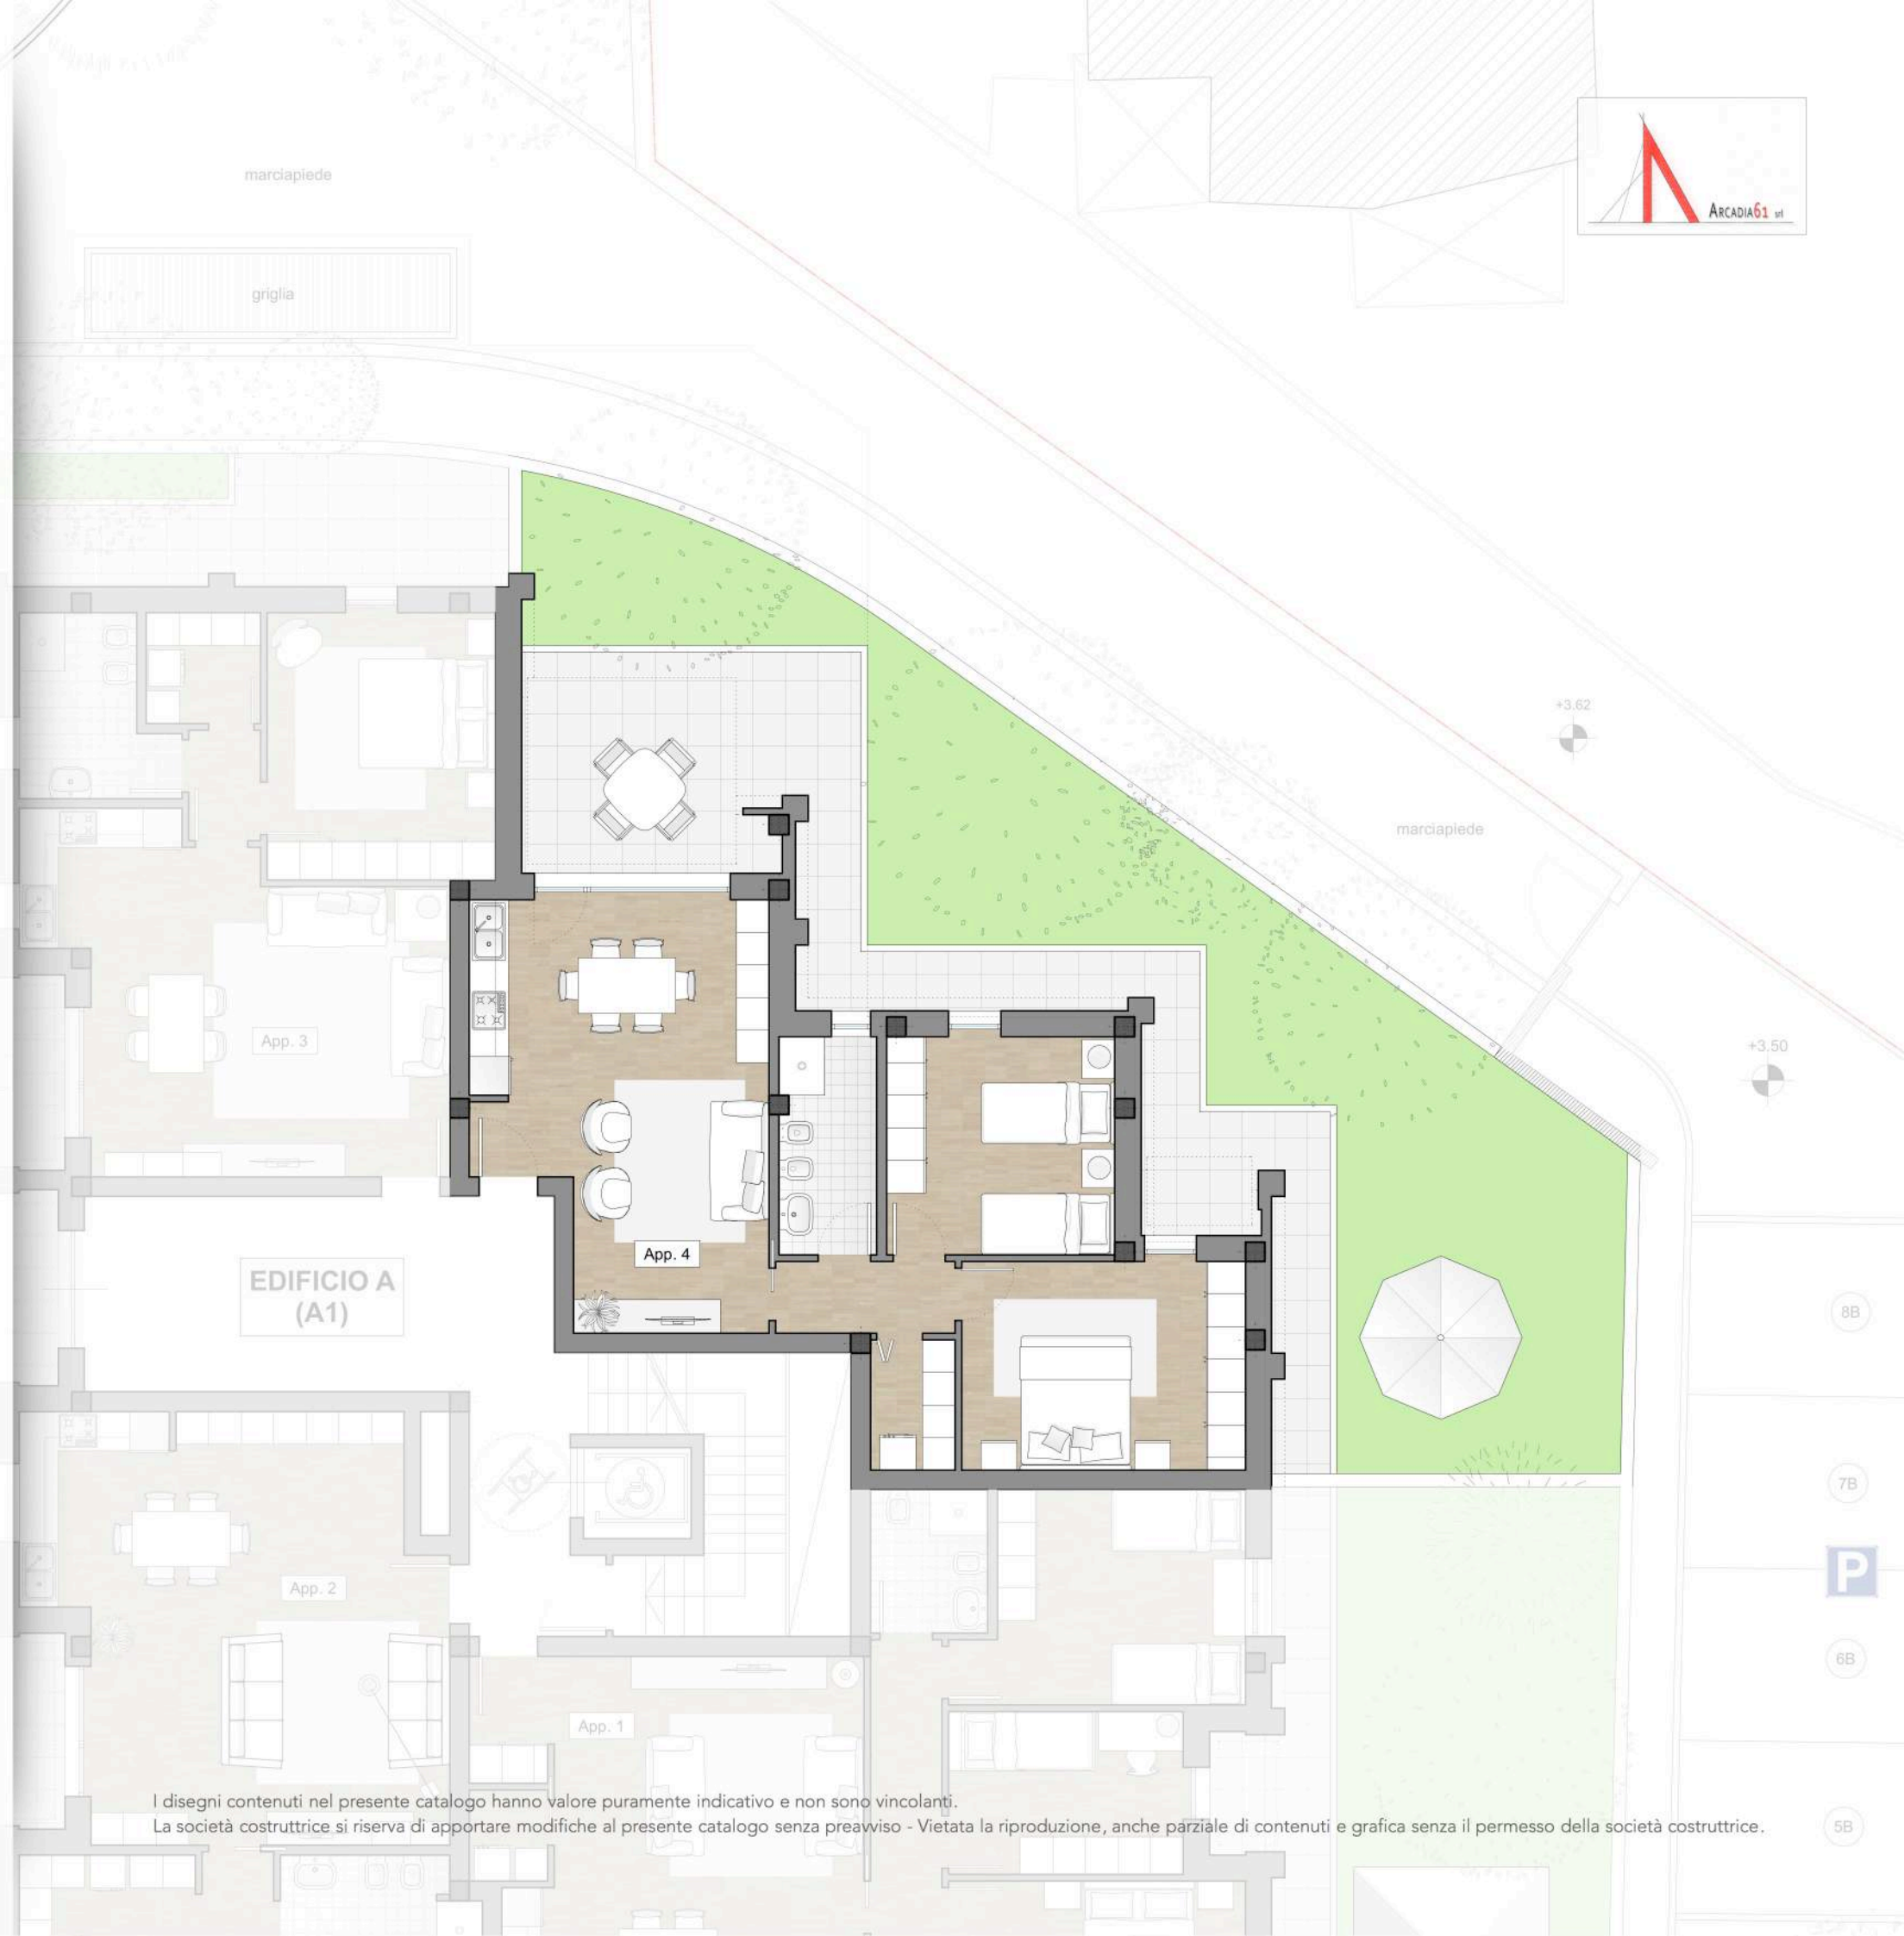 marciapiede
ARCADIA61 srl
griglia
+3.62
marciapiede
App. 3
+3.50
App. 4
EDIFICIO A
(A1)
8B
7B
P
App. 2
6B
App. 1
I disegni contenuti nel presente catalogo hanno valore puramente indicativo e non sono vincolanti.
La società costruttrice si riserva di apportare modifiche al presente catalogo senza preavviso - Vietata la riproduzione, anche parziale di contenuti e grafica senza il permesso della società costruttrice.
5B